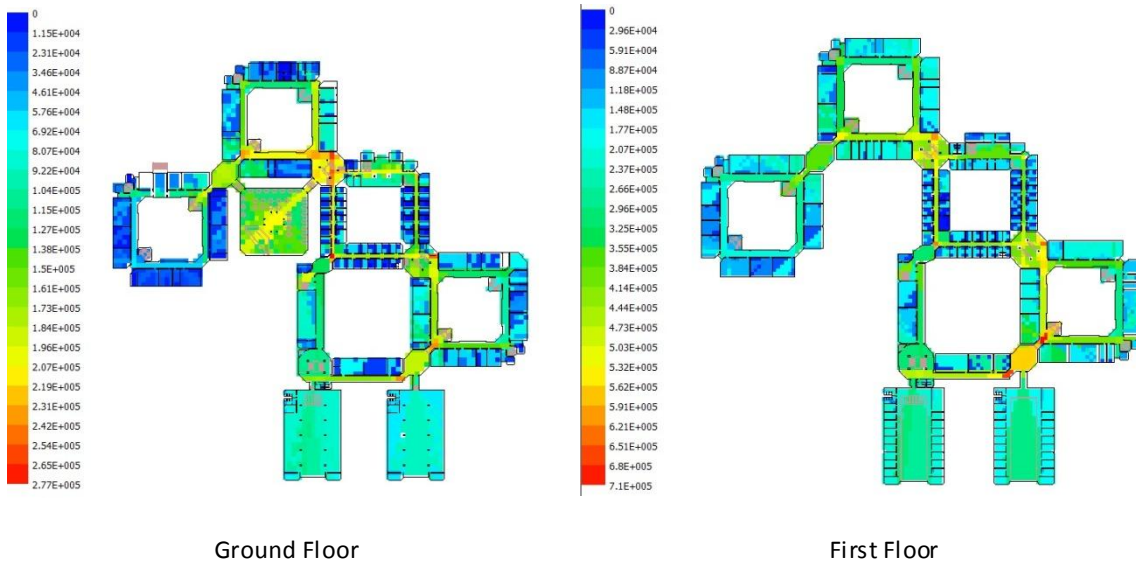 0
1.15E+004
2.31E+004
3.46E+004
4.61E+004
5.76E+004
6.92E+004
8.07E+004
9.22E+004
1.04E+005
1.15E+005
1.27E+005
1.38E+005
1.5E+005
1.61E+005
1.73E+005
1.84E+005
1.96E+005
2.07E+005
2.19E+005
2.31E+005
2.42E+005
2.54E+005
2.65E+005
2.77E+005
Ground Floor
0
2.96E+004
5.91E+004
8.87E+004
1.18E+005
1.48E+005
1.77E+005
2.07E+005
2.37E+005
2.66E+005
2.96E+005
3.25E+005
3.55E+005
3.84E+005
4.14E+005
4.44E+005
4.73E+005
5.03E+005
5.32E+005
5.62E+005
5.91E+005
6.21E+005
6.51E+005
6.8E+005
7.1E+005
First Floor